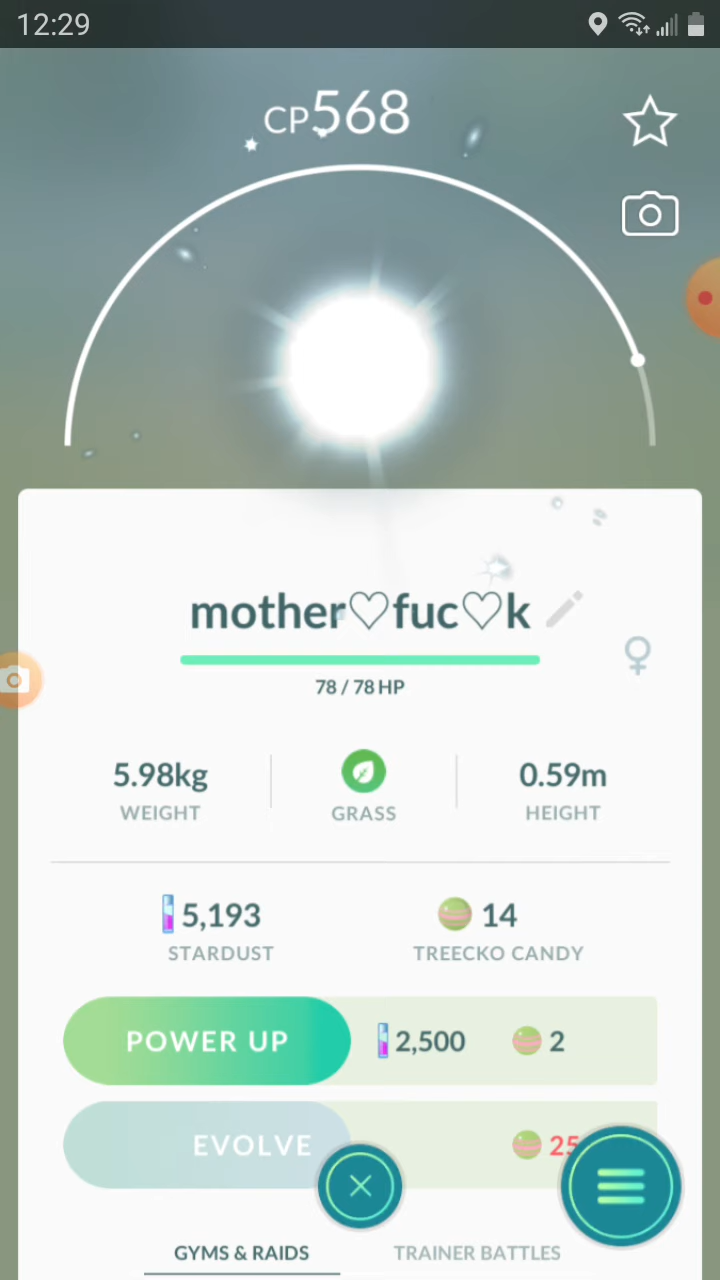 12:29
CP568
mother♡fuc♡k
78 / 78 HP
5.98kg
WEIGHT
GRASS
0.59m
HEIGHT
5,193
STARDUST
14
TREECKO CANDY
POWER UP 2,500 2
EVOLVE 25
GYMS & RAIDS TRAINER BATTLES